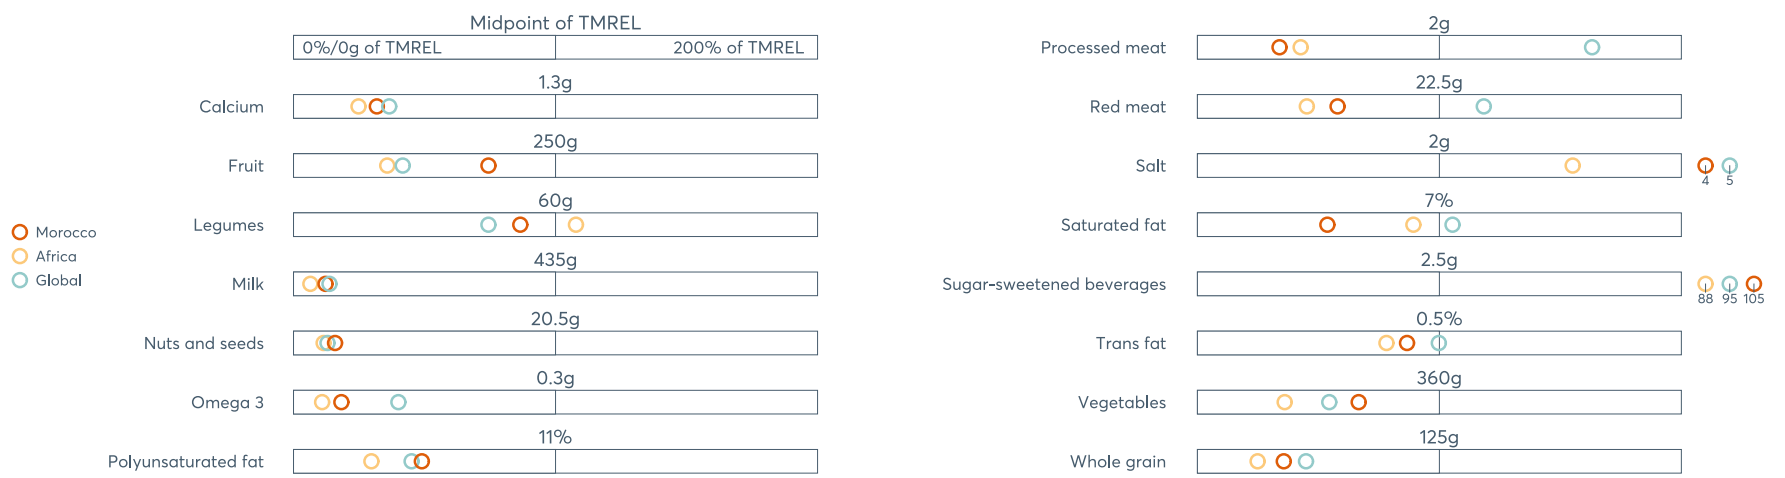 Midpoint of TMREL
0%/0g of TMREL 200% of TMREL
1.3g
Calcium
250g
Fruit
60g
Legumes
435g
Milk
20.5g
Nuts and seeds
0.3g
Omega 3
11%
Polyunsaturated fat
Morocco
Africa
Global
2g
Processed meat
22.5g
Red meat
2g
Salt
4 5
7%
Saturated fat
2.5g
Sugar-sweetened beverages
88 95 105
0.5%
Trans fat
360g
Vegetables
125g
Whole grain